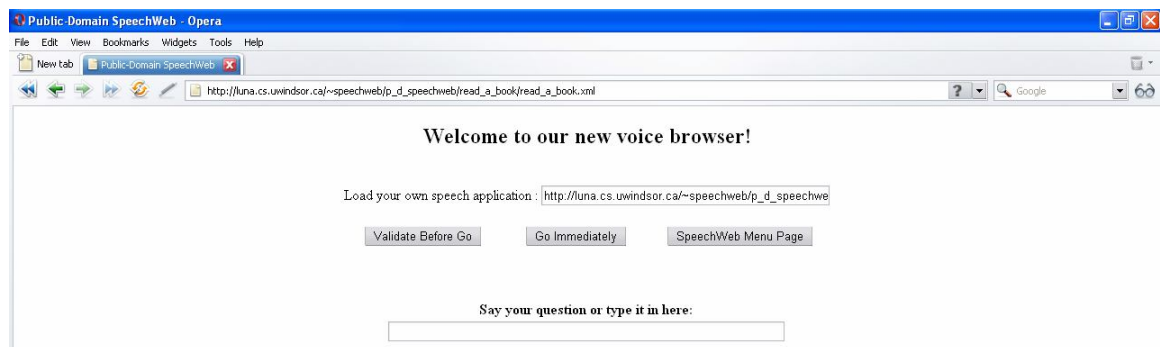 Public-Domain SpeechWeb - Opera
File Edit View Bookmarks Widgets Tools Help
New tab Public-Domain SpeechWeb
http://luna.cs.uwindsor.ca/~speechweb/p_d_speechweb/read_a_book/read_a_book.xml ? Google
Welcome to our new voice browser!
Load your own speech application : http://luna.cs.uwindsor.ca/~speechweb/p_d_speechwe
Validate Before Go Go Immediately SpeechWeb Menu Page
Say your question or type it in here: